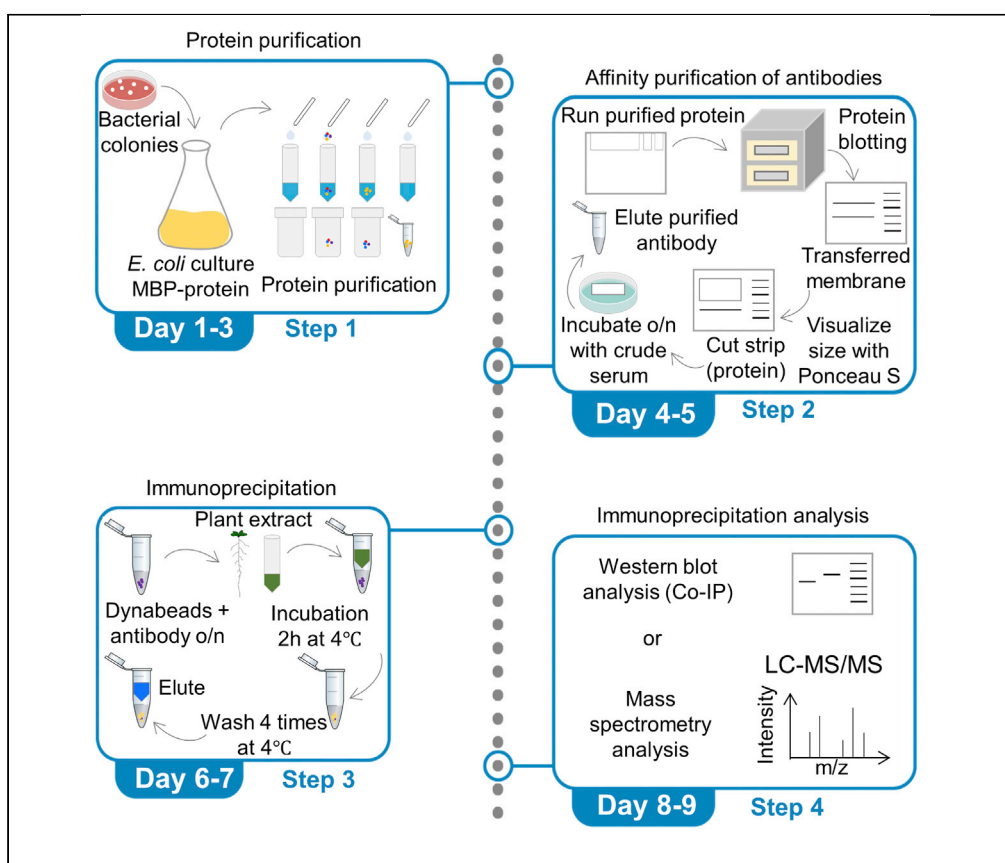 Protein purification
Bacterial
colonies
E. coli culture
MBP-protein
Protein purification
Day 1-3
Step 1
Affinity purification of antibodies
Run purified protein
Protein
blotting
Elute purified
antibody
Transferred
membrane
Incubate o/n
with crude
serum
Cut strip
(protein)
Visualize
size with
Ponceau S
Day 4-5
Step 2
Immunoprecipitation
Plant extract
Dynabeads +
antibody o/n
Incubation
2h at 4℃
Elute
Wash 4 times
at 4℃
Day 6-7
Step 3
Immunoprecipitation analysis
Western blot
analysis (Co-IP)
or
LC-MS/MS
Mass
spectrometry
analysis
Intensity
m/z
Day 8-9
Step 4